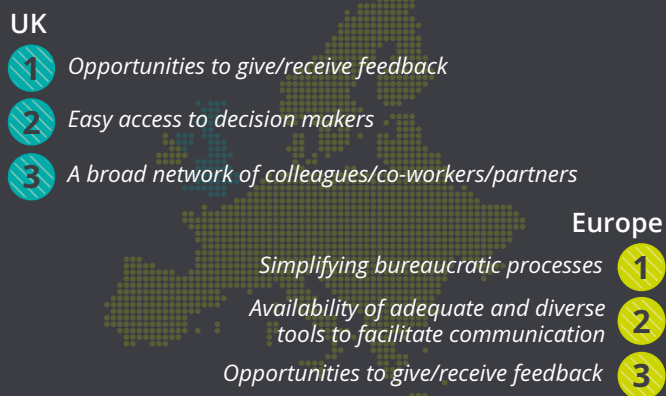 UK
1 Opportunities to give/receive feedback
2 Easy access to decision makers
3 A broad network of colleagues/co-workers/partners
Europe
Simplifying bureaucratic processes 1
Availability of adequate and diverse
tools to facilitate communication 2
Opportunities to give/receive feedback 3